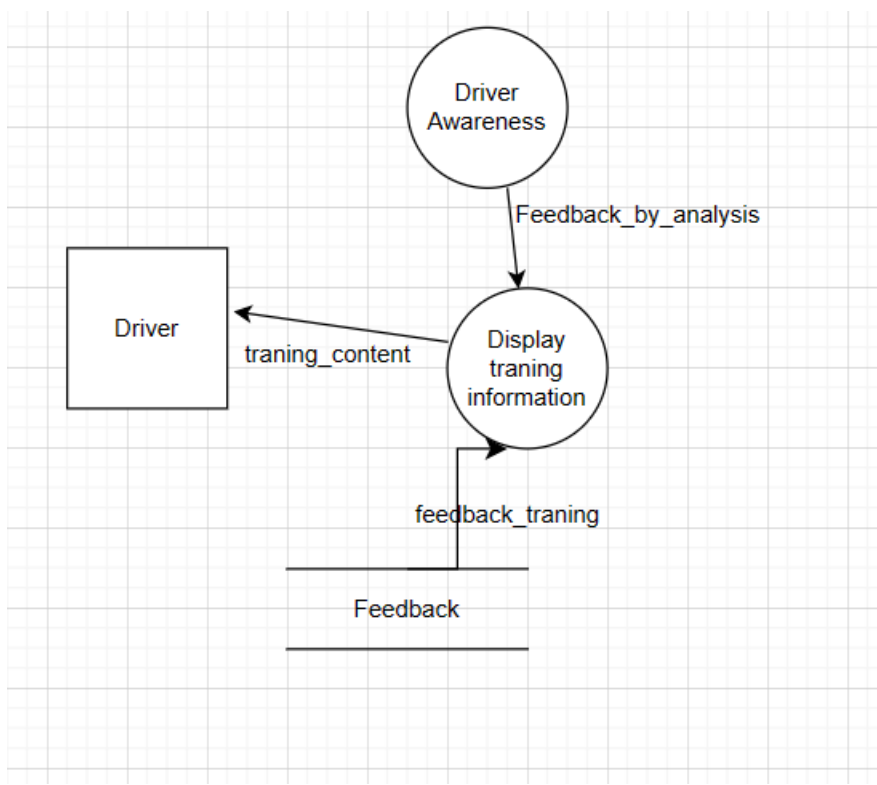 Driver
Awareness
Feedback_by_analysis
Driver
traning_content
Display
traning
information
feedback_traning
Feedback